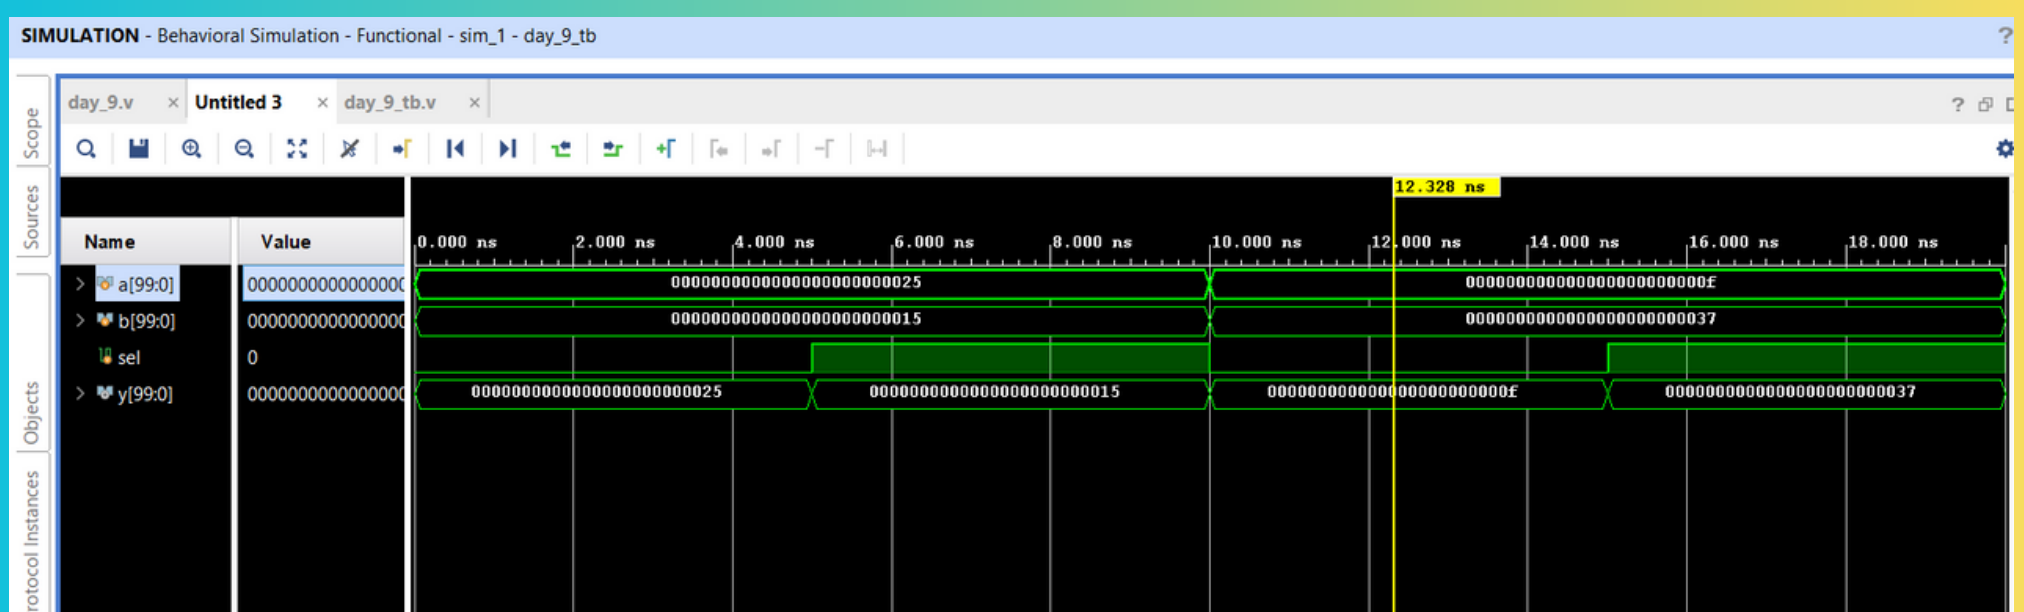 SIMULATION - Behavioral Simulation - Functional - sim_1 - day_9_tb ?
day_9.v × Untitled 3 × day_9_tb.v × ?
Scope
Sources
Objects
rotocol Instances
12.328 ns
Name Value 0.000 ns 2.000 ns 4.000 ns 6.000 ns 8.000 ns 10.000 ns 12.000 ns 14.000 ns 16.000 ns 18.000 ns
a[99:0] 0000000000000000 0000000000000000000000025 000000000000000000000000f
b[99:0] 0000000000000000 0000000000000000000000015 0000000000000000000000037
sel 0
y[99:0] 0000000000000000 0000000000000000000000025 0000000000000000000000015 000000000000000000000000f 0000000000000000000000037